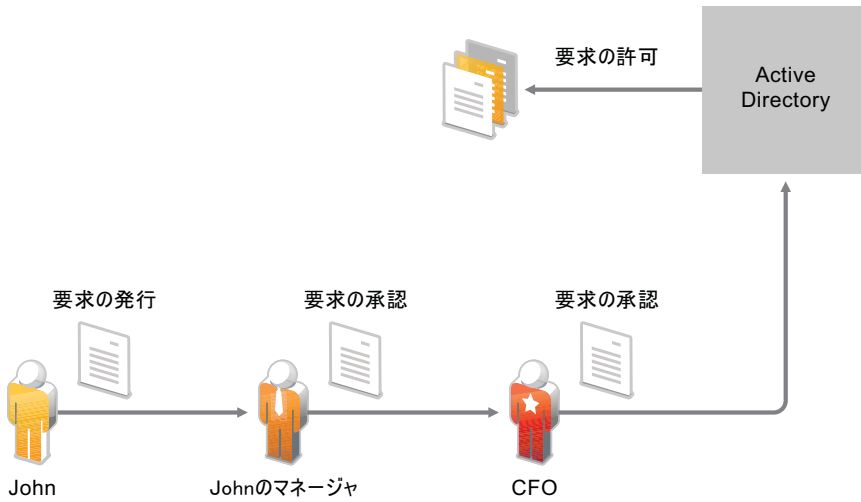 要求の許可
Active
Directory
要求の発行
要求の承認
要求の承認
John
Johnのマネージャ
CFO